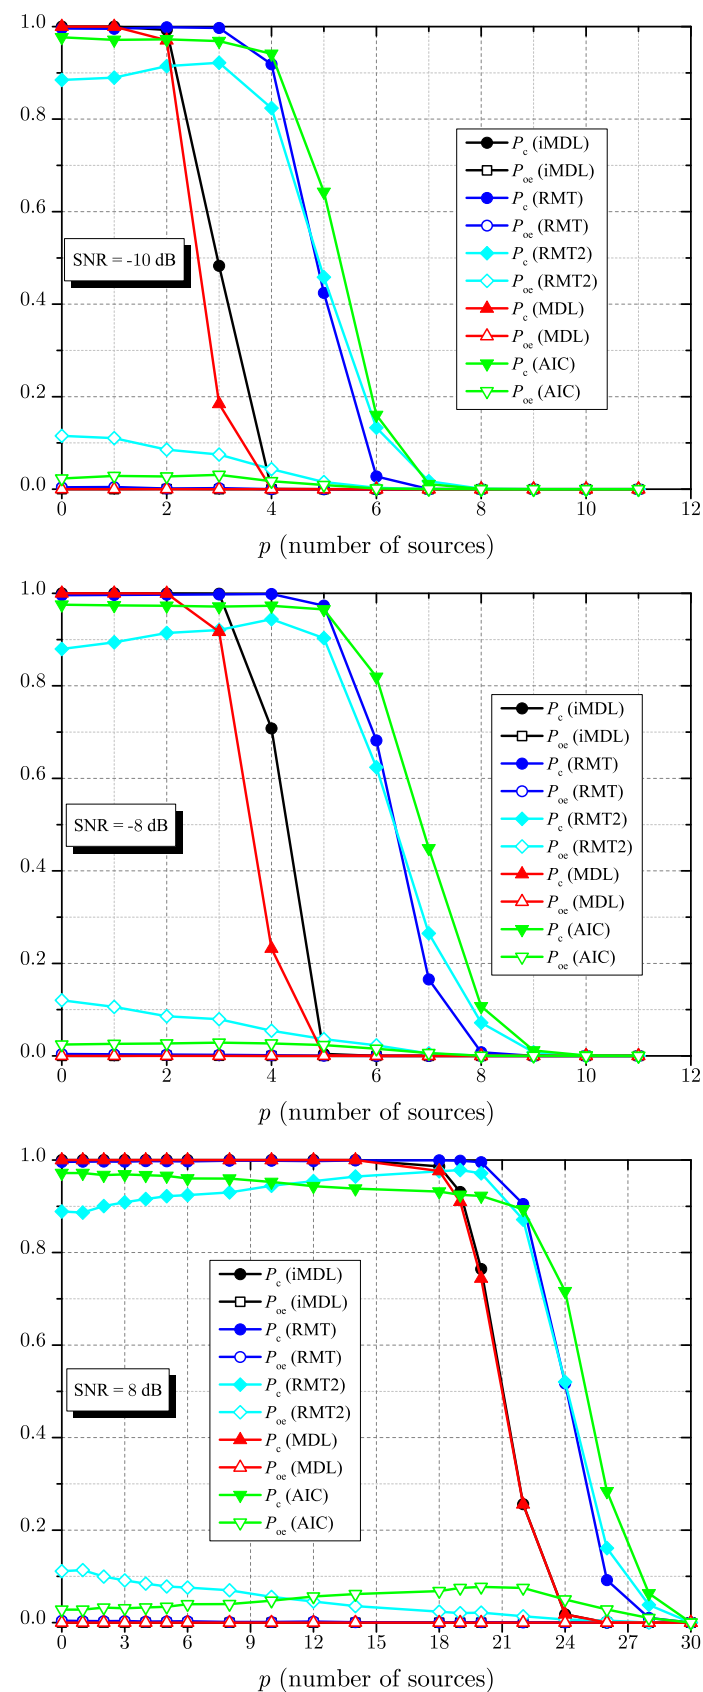 1.0
0.8
0.6
0.4
0.2
0.0
SNR = -10 dB
P_c (iMDL)
P_oe (iMDL)
P_c (RMT)
P_oe (RMT)
P_c (RMT2)
P_oe (RMT2)
P_c (MDL)
P_oe (MDL)
P_c (AIC)
P_oe (AIC)
0 2 4 6 8 10 12
p (number of sources)
1.0
0.8
0.6
0.4
0.2
0.0
SNR = -8 dB
P_c (iMDL)
P_oe (iMDL)
P_c (RMT)
P_oe (RMT)
P_c (RMT2)
P_oe (RMT2)
P_c (MDL)
P_oe (MDL)
P_c (AIC)
P_oe (AIC)
0 2 4 6 8 10 12
p (number of sources)
1.0
0.8
0.6
0.4
0.2
0.0
SNR = 8 dB
P_c (iMDL)
P_oe (iMDL)
P_c (RMT)
P_oe (RMT)
P_c (RMT2)
P_oe (RMT2)
P_c (MDL)
P_oe (MDL)
P_c (AIC)
P_oe (AIC)
0 3 6 9 12 15 18 21 24 27 30
p (number of sources)